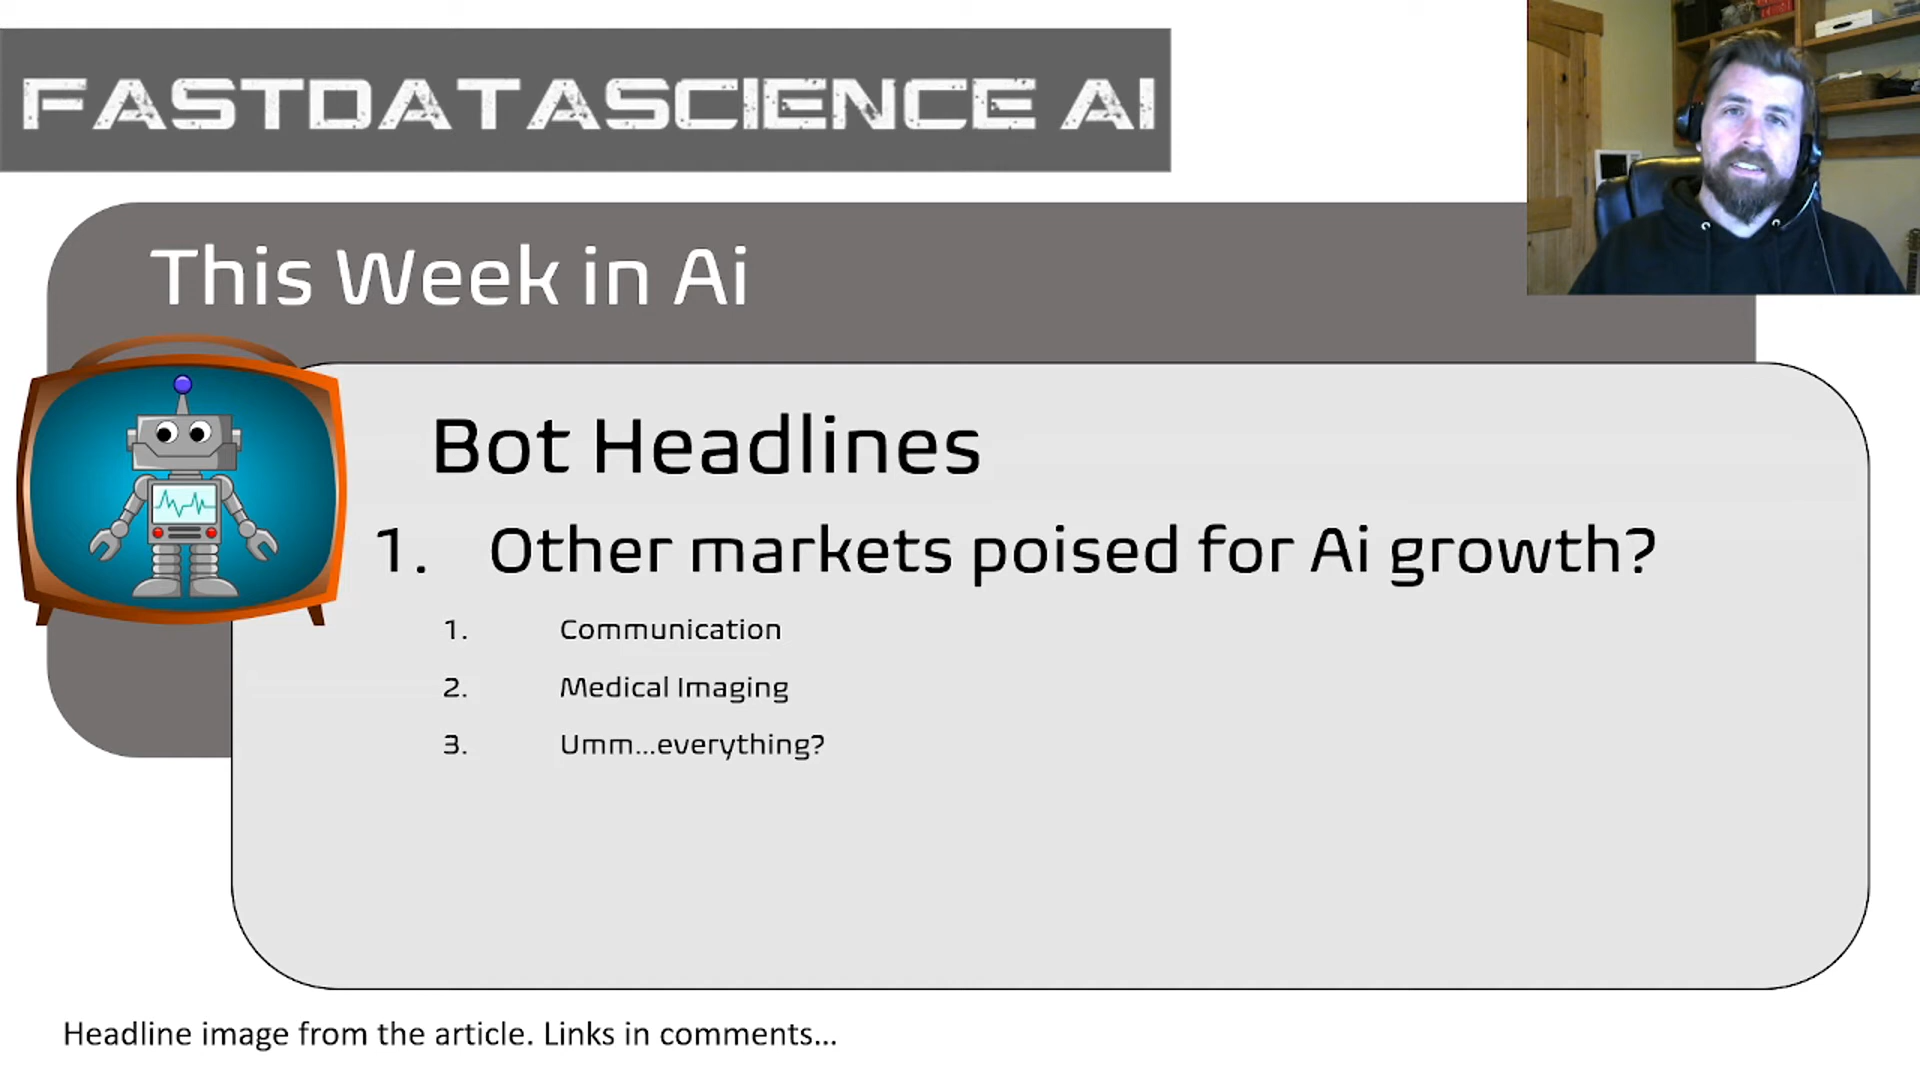 FASTDATASCIENCE AI
This Week in Ai
Bot Headlines
1. Other markets poised for Ai growth?
1. Communication
2. Medical Imaging
3. Umm...everything?
Headline image from the article. Links in comments...